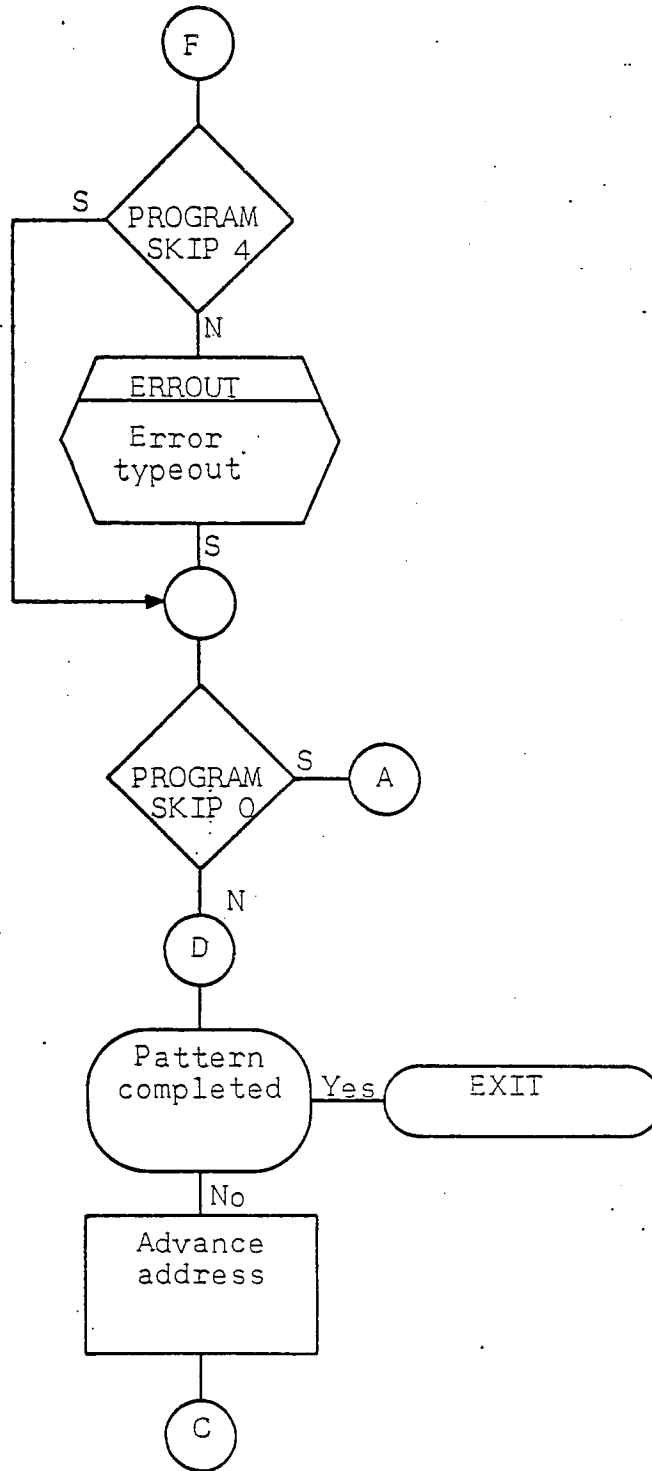 F
S
PROGRAM
SKIP 4
N
ERROUT
Error
typeout
S
PROGRAM
SKIP 0
S
A
N
D
Pattern
completed
Yes
EXIT
No
Advance
address
C